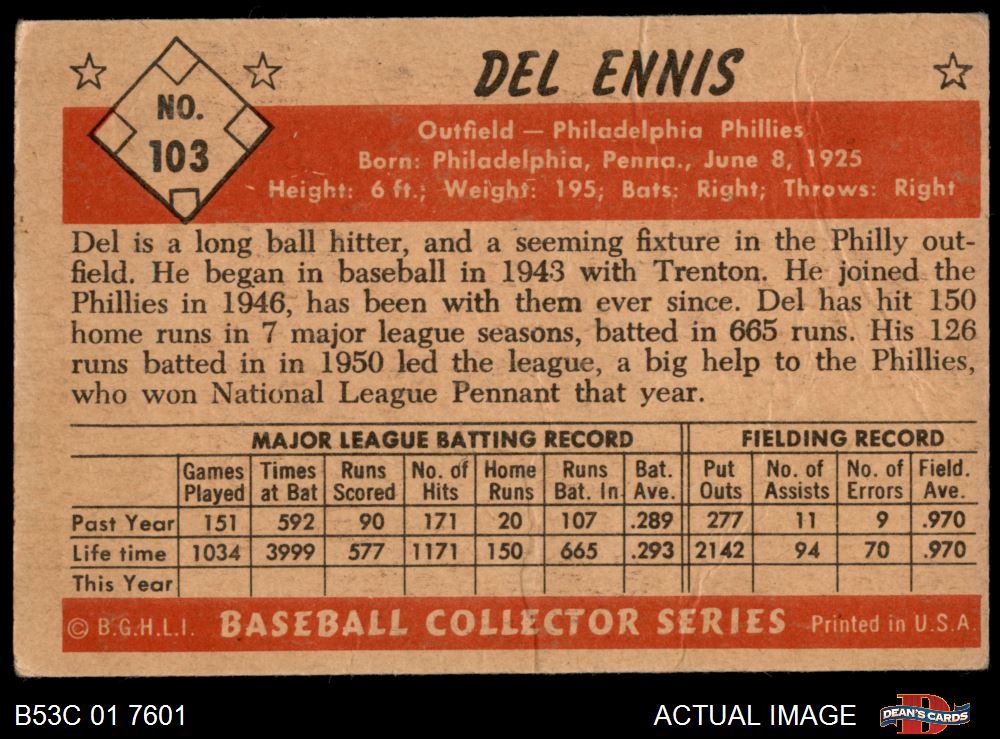 DEL ENNIS
NO.
103
Outfield — Philadelphia Phillies
Born: Philadelphia, Penna., June 8, 1925
Height: 6 ft.; Weight: 195; Bats: Right; Throws: Right
Del is a long ball hitter, and a seeming fixture in the Philly out-
field. He began in baseball in 1943 with Trenton. He joined the
Phillies in 1946, has been with them ever since. Del has hit 150
home runs in 7 major league seasons, batted in 665 runs. His 126
runs batted in in 1950 led the league, a big help to the Phillies,
who won National League Pennant that year.
MAJOR LEAGUE BATTING RECORD FIELDING RECORD
Games Times Runs No. of Home Runs Bat. Put No. of No. of Field.
Played at Bat Scored Hits Runs Bat. In Ave. Outs Assists Errors Ave.
Past Year 151 592 90 171 20 107 .289 277 11 9 .970
Life time 1034 3999 577 1171 150 665 .293 2142 94 70 .970
This Year
© B.G.H.L.I. BASEBALL COLLECTOR SERIES Printed in U.S.A.
B53C 01 7601 ACTUAL IMAGE DEAN'S CARDS